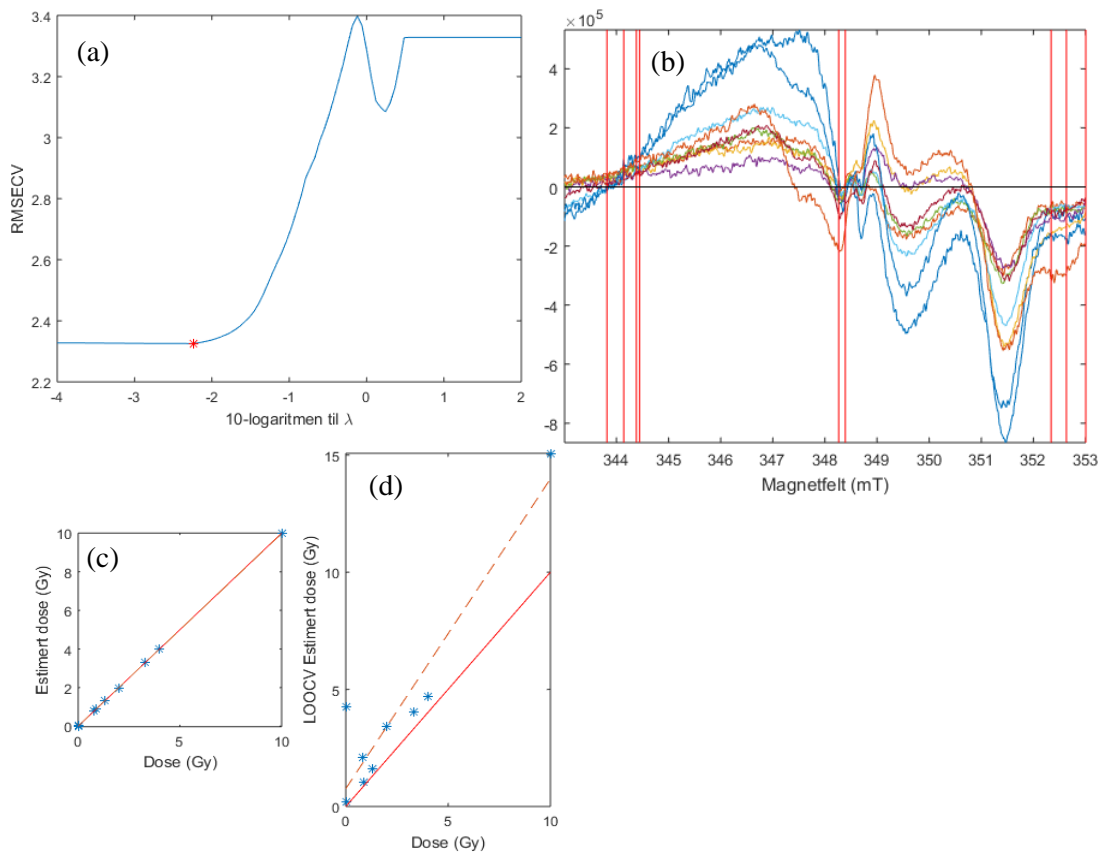 (a)
3.4
3.2
3
2.8
2.6
2.4
2.2
RMSECV
-4 -3 -2 -1 0 1 2
10-logaritmen til λ
×10⁵
(b)
4
2
0
-2
-4
-6
-8
344 345 346 347 348 349 350 351 352 353
Magnetfelt (mT)
(c)
10
8
6
4
2
0
Estimert dose (Gy)
0 5 10
Dose (Gy)
(d)
15
10
5
0
LOOCV Estimert dose (Gy)
0 5 10
Dose (Gy)